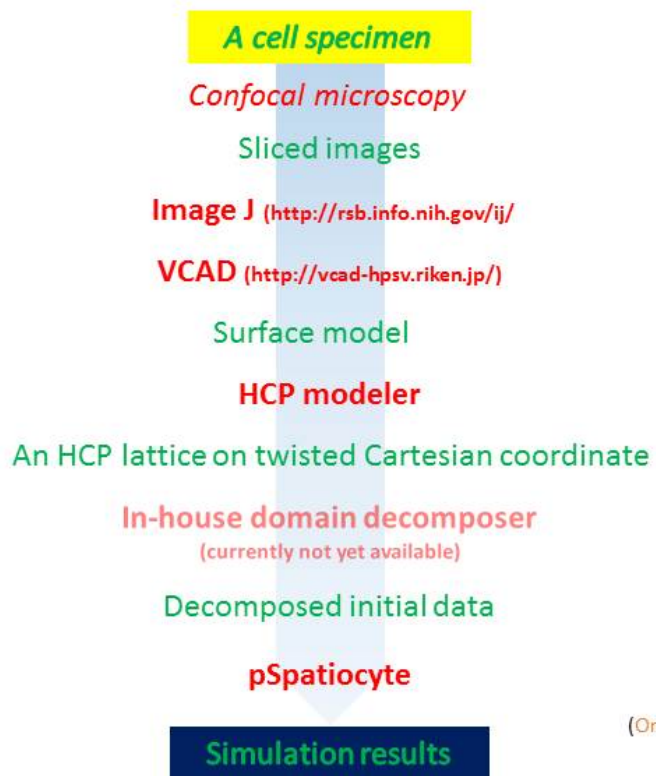 A cell specimen
Confocal microscopy
Sliced images
Image J (http://rsb.info.nih.gov/ij/
VCAD (http://vcad-hpsv.riken.jp/)
Surface model
HCP modeler
An HCP lattice on twisted Cartesian coordinate
In-house domain decomposer
(currently not yet available)
Decomposed initial data
pSpatiocyte
Simulation results